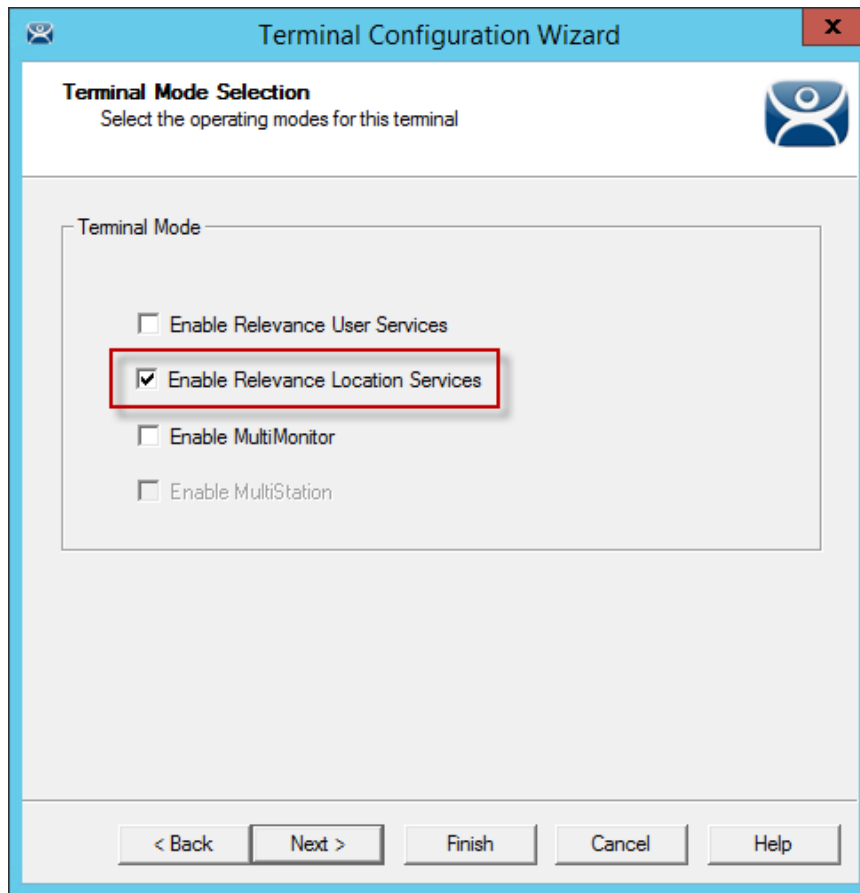 Terminal Configuration Wizard
x
Terminal Mode Selection
Select the operating modes for this terminal
Terminal Mode
Enable Relevance User Services
Enable Relevance Location Services
Enable MultiMonitor
Enable MultiStation
< Back Next > Finish Cancel Help